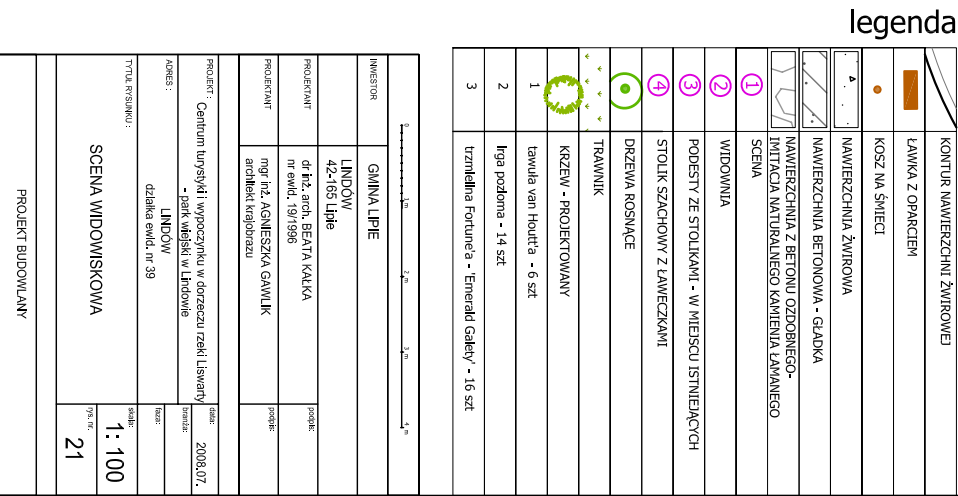 legenda
KONTUR NAWIERZCHNI ŻWIROWEJ
ŁAWKA Z OPARCIEM
KOSZ NA ŚMIECI
NAWIERZCHNIA ŻWIROWA
NAWIERZCHNIA BETONOWA - GŁADKA
NAWIERZCHNIA Z BETONU OZDOBNEGO-
IMITACJA NATURALNEGO KAMIENIA ŁAMANEGO
1 SCENA
2 WIDOWNIA
3 PODESTY ZE STOLIKAMI - W MIEJSCU ISTNIEJĄCYCH
4 STOLIK SZACHOWY Z ŁAWECZKAMI
DRZEWA ROSNĄCE
TRAWNIK
KRZEW - PROJEKTOWANY
1 tawuła van Houtt'a - 6 szt
2 Irga pozioma - 14 szt
3 trzmielina Fortune'a - 'Emerald Gaiety' - 16 szt
0 1 m 2 m 3 m 4 m
INWESTOR
GMINA LIPIE
LINDÓW
42-165 Lipie
PROJEKTANT
dr inż. arch. BEATA KAŁKA
nr ewid. 19/1996
podpis:
PROJEKTANT
mgr inż. AGNIESZKA GAWLIK
architekt krajobrazu
podpis:
PROJEKT :
Centrum turystyki i wypoczynku w dorzeczu rzeki Liswarty
- park wiejski w Lindowie
data:
2008.07.
branża:
ADRES :
LINDÓW
działka ewid. nr 39
faza:
TYTUŁ RYSUNKU :
SCENA WIDOWISKOWA
skala:
1: 100
rys. nr.
21
PROJEKT BUDOWLANY